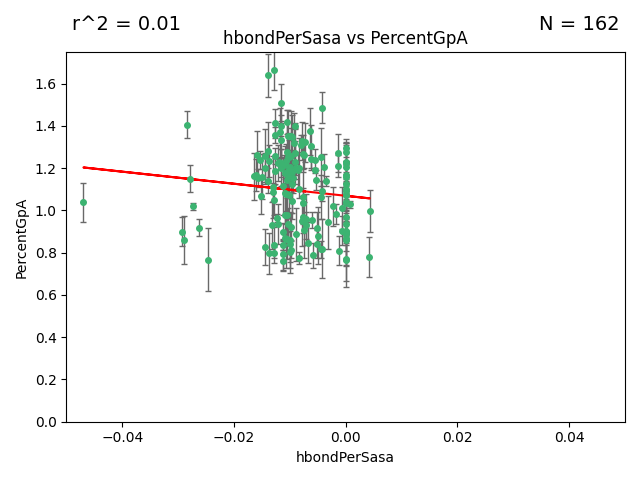 r^2 = 0.01
N = 162
hbondPerSasa vs PercentGpA
PercentGpA
1.6
1.4
1.2
1.0
0.8
0.6
0.4
0.2
0.0
−0.04
−0.02
0.00
0.02
0.04
hbondPerSasa